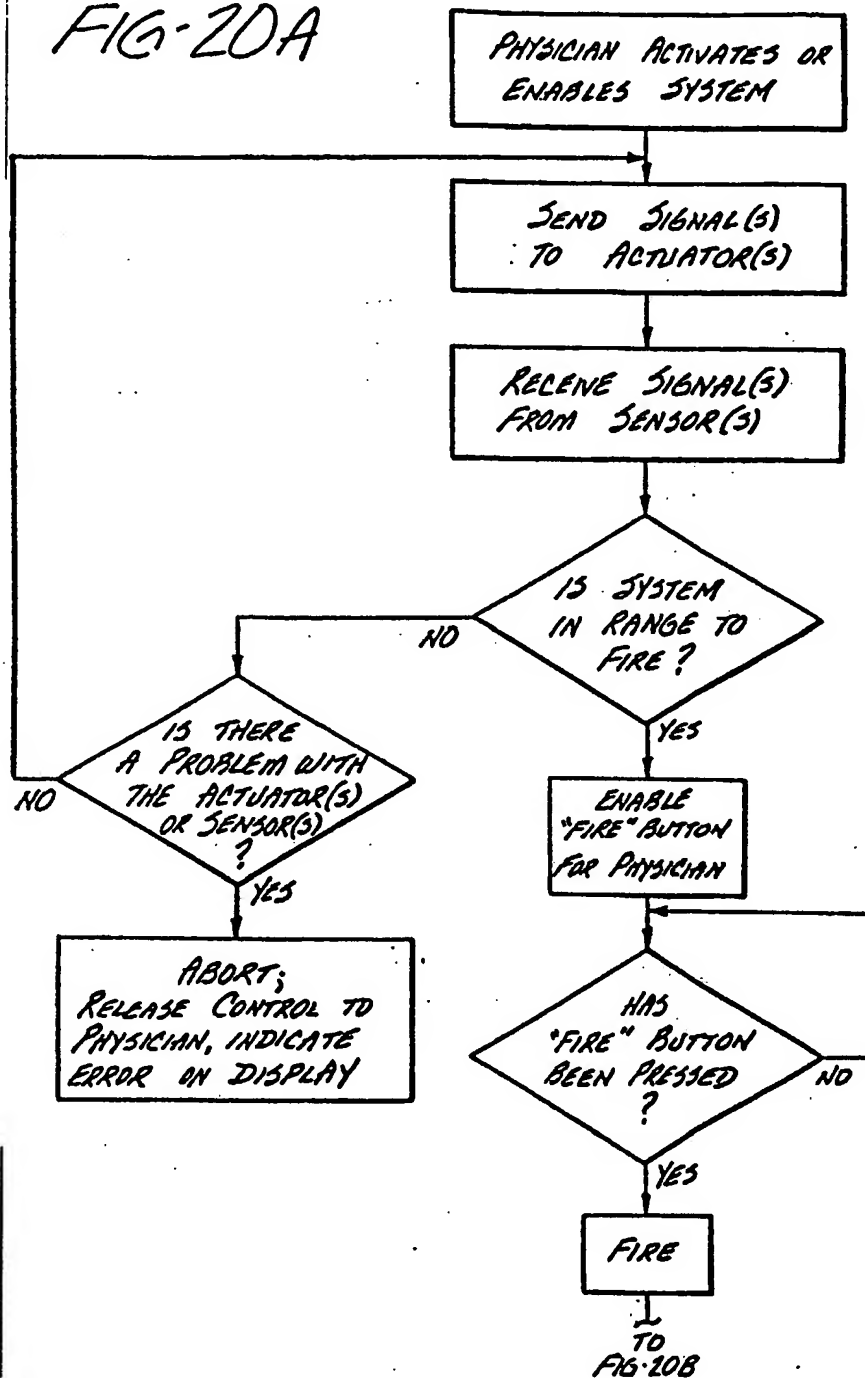 FIG-20A
PHYSICIAN ACTIVATES OR
ENABLES SYSTEM
SEND SIGNAL(S)
TO ACTUATOR(S)
RECEIVE SIGNAL(S)
FROM SENSOR(S)
IS SYSTEM
IN RANGE TO
FIRE?
NO
YES
IS THERE
A PROBLEM WITH
THE ACTUATOR(S)
OR SENSOR(S)
?
NO
YES
ABORT;
RELEASE CONTROL TO
PHYSICIAN, INDICATE
ERROR ON DISPLAY
ENABLE
"FIRE" BUTTON
FOR PHYSICIAN
HAS
"FIRE" BUTTON
BEEN PRESSED
?
NO
YES
FIRE
TO
FIG-20B